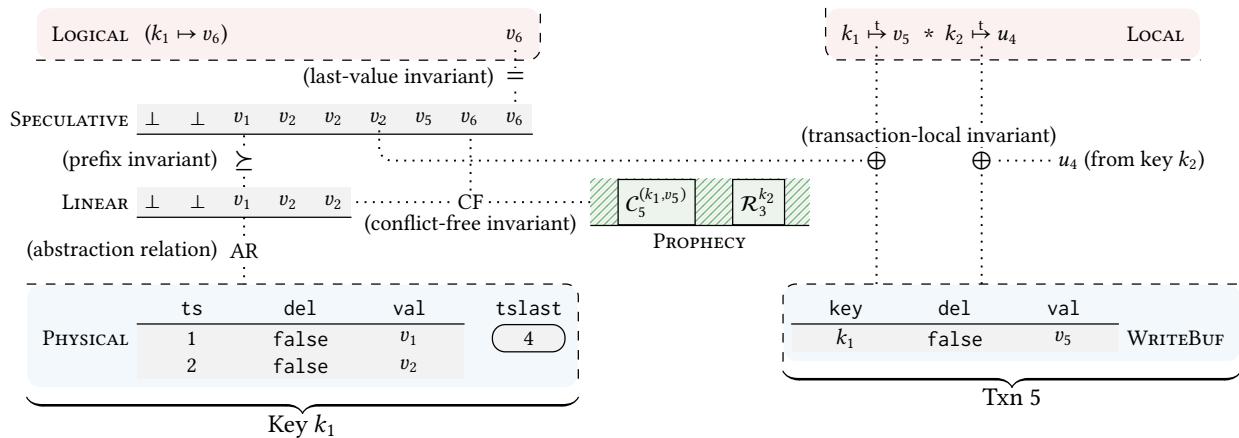 LOGICAL (k₁ ↦ v₆) v₆ k₁ ↦ᵗ v₅ * k₂ ↦ᵗ u₄ LOCAL
(last-value invariant) =
SPECULATIVE ⊥ ⊥ v₁ v₂ v₂ v₂ v₅ v₆ v₆
(transaction-local invariant)
(prefix invariant) ⪰ ⊕ ⊕ u₄ (from key k₂)
LINEAR ⊥ ⊥ v₁ v₂ v₂ CF C₅^(k₁,v₅) R₃^k₂
(conflict-free invariant)
PROPHECY
(abstraction relation) AR
ts del val tslast key del val
PHYSICAL 1 false v₁ 4 k₁ false v₅ WRITEBUF
2 false v₂
Txn 5
Key k₁